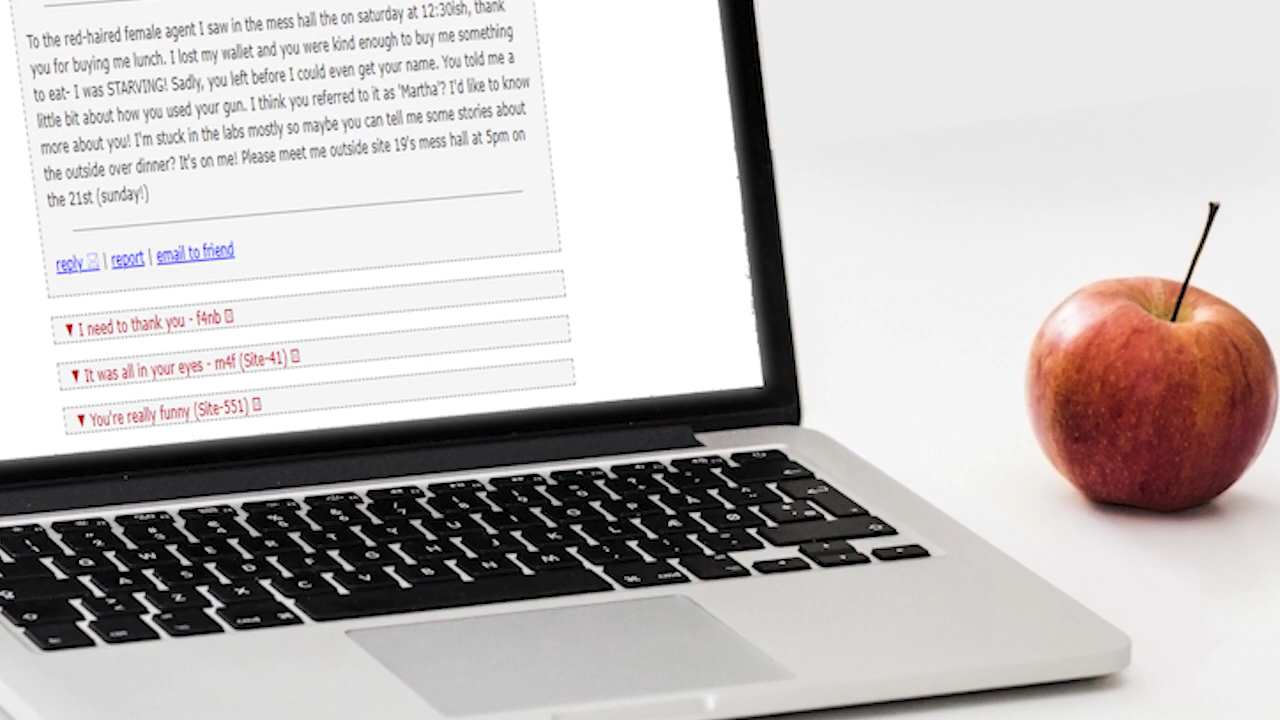 To the red-haired female agent I saw in the mess hall the on saturday at 12:30ish, thank
you for buying me lunch. I lost my wallet and you were kind enough to buy me something
to eat- I was STARVING! Sadly, you left before I could even get your name. You told me a
little bit about how you used your gun. I think you referred to it as 'Martha'? I'd like to know
more about you! I'm stuck in the labs mostly so maybe you can tell me some stories about
the outside over dinner? It's on me! Please meet me outside site 19's mess hall at 5pm on
the 21st (sunday!)
reply | report | email to friend
▼ I need to thank you - f4nb
▼ It was all in your eyes - m4f (Site-41)
▼ You're really funny (Site-551)